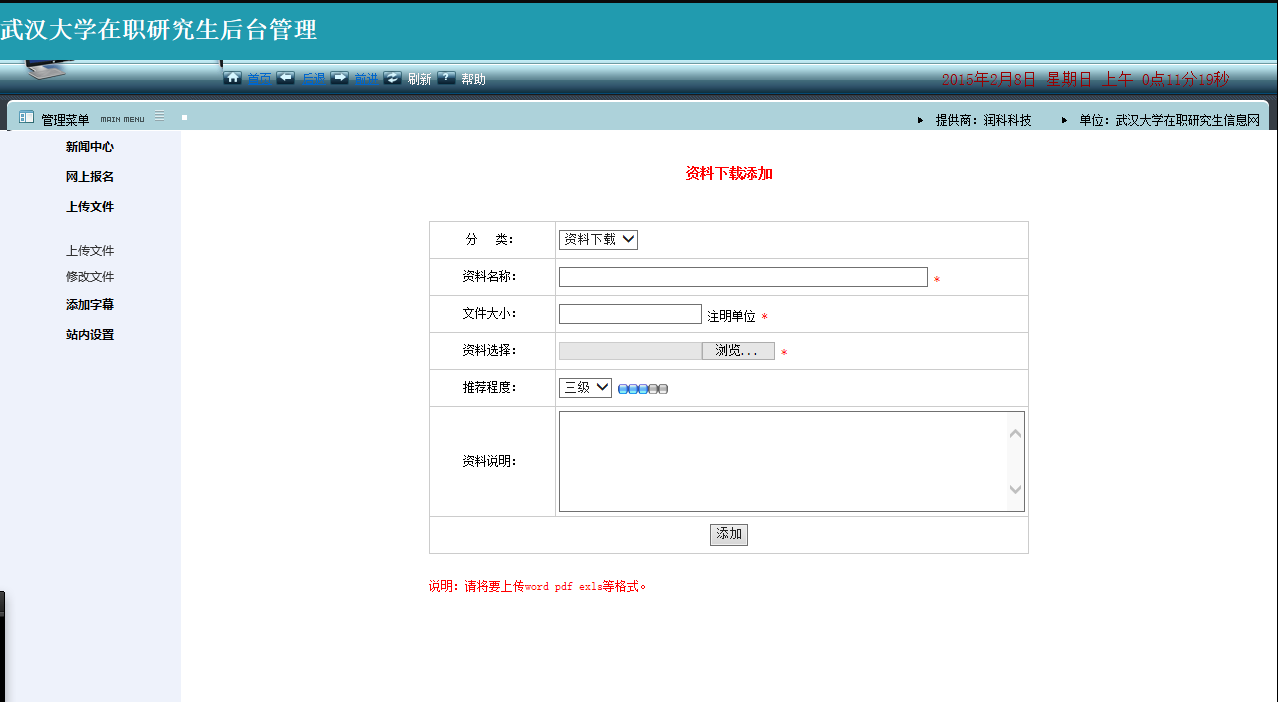 武汉大学在职研究生后台管理
首页 后退 前进 刷新 ? 帮助 2015年2月8日 星期日 上午 0点11分19秒
管理菜单 MAIN MENU 提供商：润科科技 单位：武汉大学在职研究生信息网
新闻中心
网上报名
上传文件
上传文件
修改文件
添加字幕
站内设置
资料下载添加
分 类： 资料下载
资料名称： *
文件大小： 注明单位 *
资料选择： 浏览... *
推荐程度： 三级
资料说明：
添加
说明：请将要上传word pdf exls等格式。